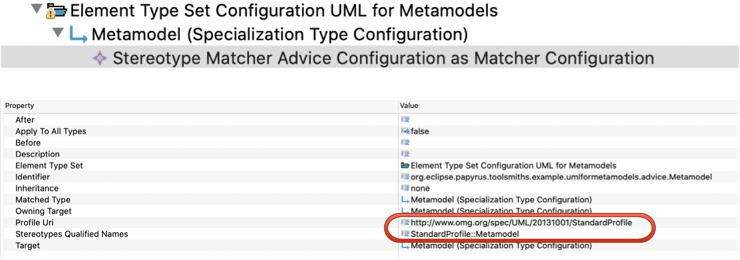 Element Type Set Configuration UML for Metamodels
Metamodel (Specialization Type Configuration)
Stereotype Matcher Advice Configuration as Matcher Configuration
Property Value
After
Apply To All Types false
Before
Description
Element Type Set Element Type Set Configuration UML for Metamodels
Identifier org.eclipse.papyrus.toolsmiths.example.umlformetamodels.advice.Metamodel
Inheritance none
Matched Type Metamodel (Specialization Type Configuration)
Owning Target Metamodel (Specialization Type Configuration)
Profile Uri http://www.omg.org/spec/UML/20131001/StandardProfile
Stereotypes Qualified Names StandardProfile::Metamodel
Target Metamodel (Specialization Type Configuration)